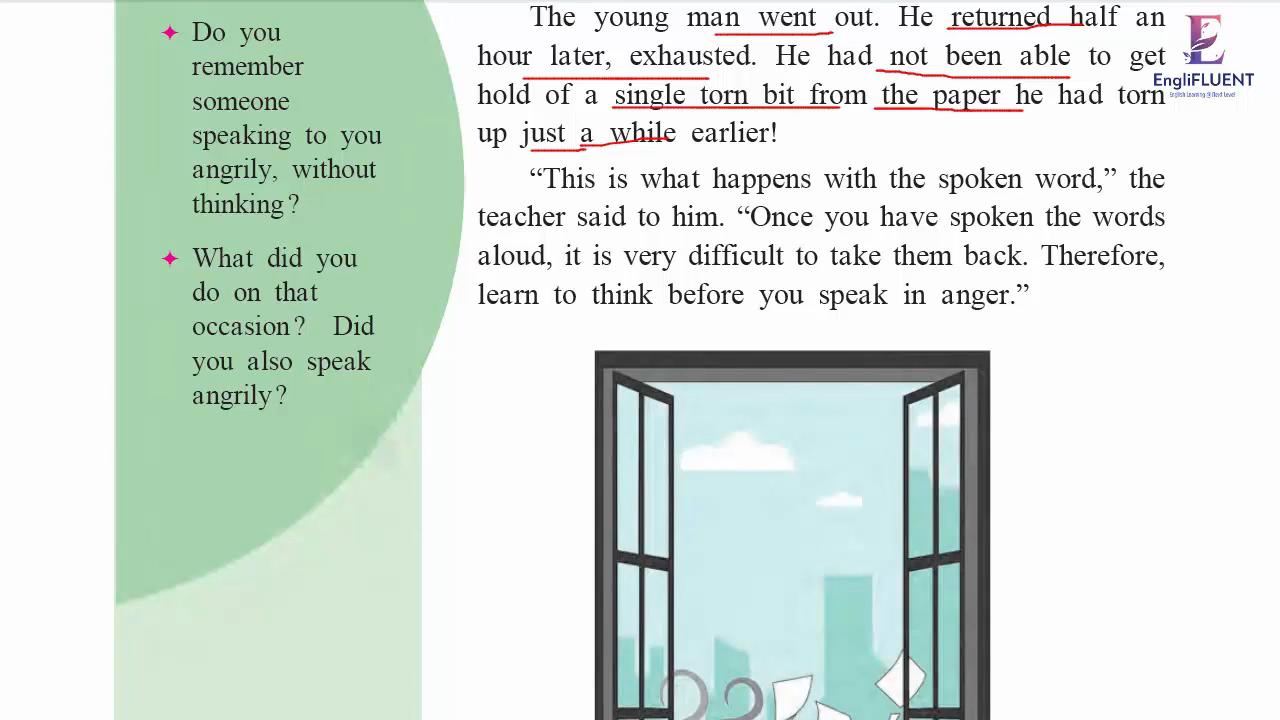 Do you
remember
someone
speaking to you
angrily, without
thinking?
What did you
do on that
occasion? Did
you also speak
angrily?
The young man went out. He returned half an
hour later, exhausted. He had not been able to get
hold of a single torn bit from the paper he had torn
up just a while earlier!
“This is what happens with the spoken word,” the
teacher said to him. “Once you have spoken the words
aloud, it is very difficult to take them back. Therefore,
learn to think before you speak in anger.”
E
EngliFLUENT
English Learning @Next Level